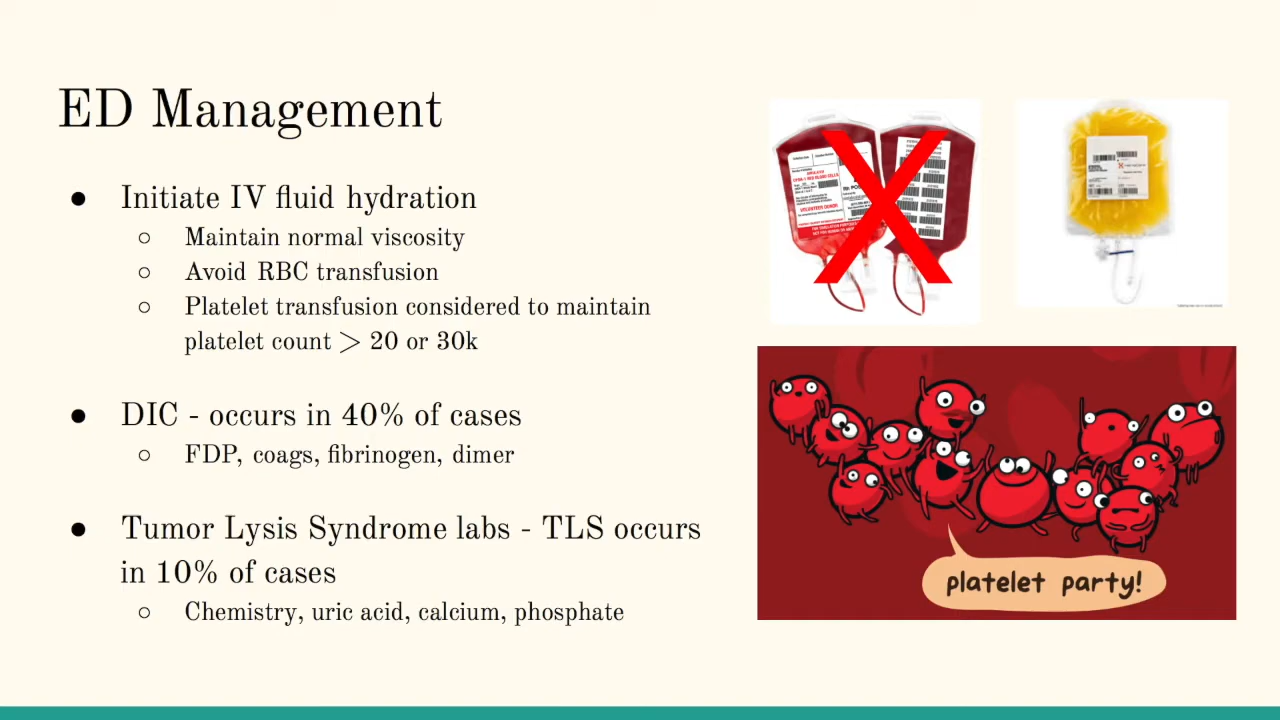 ED Management
● Initiate IV fluid hydration
○ Maintain normal viscosity
○ Avoid RBC transfusion
○ Platelet transfusion considered to maintain
platelet count > 20 or 30k
● DIC - occurs in 40% of cases
○ FDP, coags, fibrinogen, dimer
● Tumor Lysis Syndrome labs - TLS occurs
in 10% of cases
○ Chemistry, uric acid, calcium, phosphate
VOLUNTEER DONOR
platelet party!